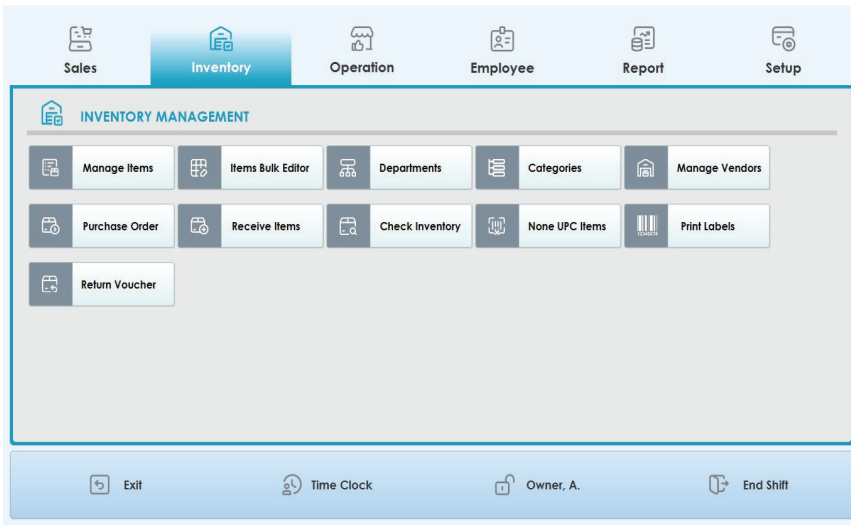 Sales Inventory Operation Employee Report Setup
INVENTORY MANAGEMENT
Manage Items Items Bulk Editor Departments Categories Manage Vendors
Purchase Order Receive Items Check Inventory None UPC Items Print Labels
Return Voucher
Exit Time Clock Owner, A. End Shift